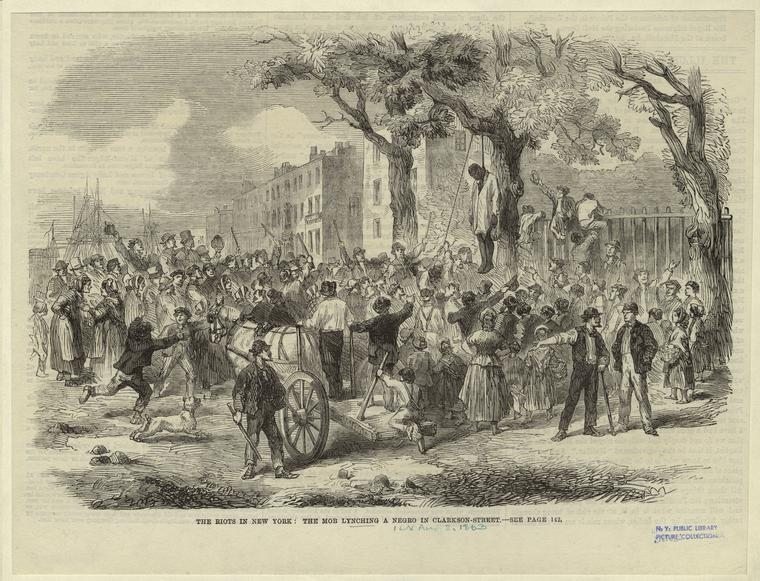 THE RIOTS IN NEW YORK: THE MOB LYNCHING A NEGRO IN CLARKSON-STREET.—SEE PAGE 142.
ILN Aug. 8, 1863
N. Y. PUBLIC LIBRARY
PICTURE COLLECTION